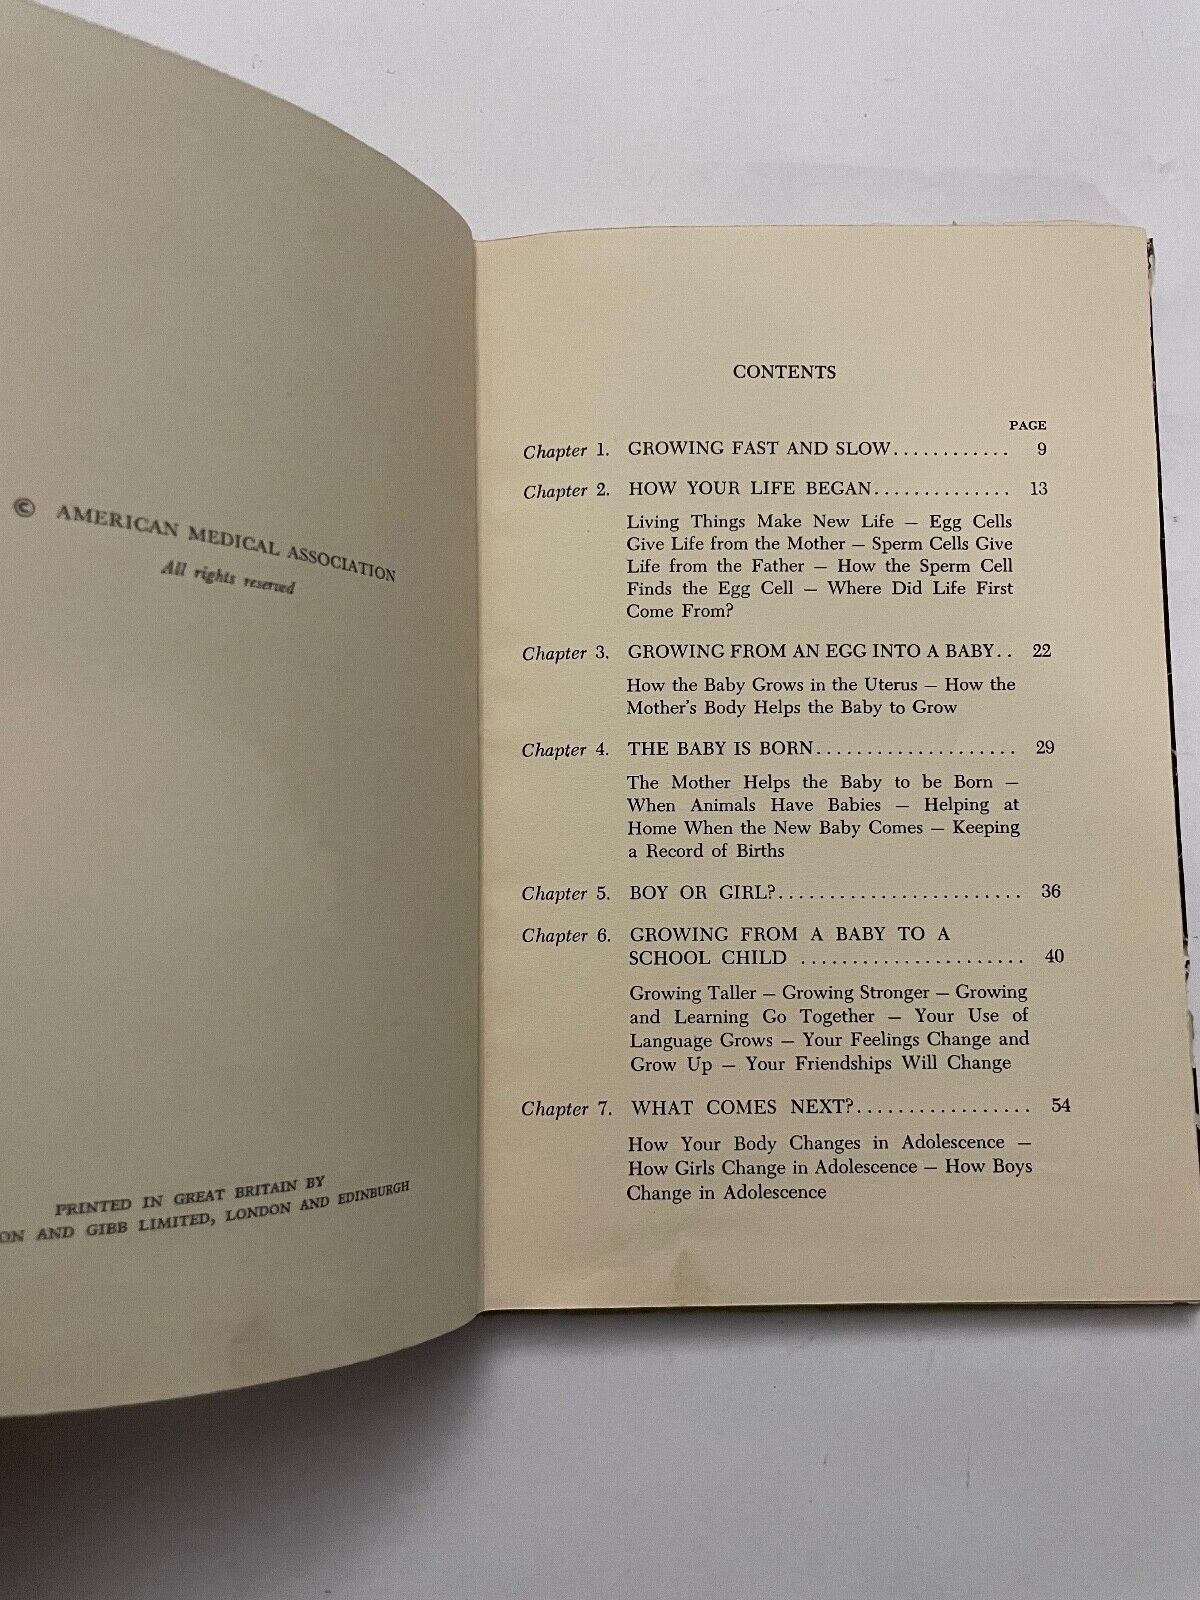 © AMERICAN MEDICAL ASSOCIATION
All rights reserved
PRINTED IN GREAT BRITAIN BY
AND GIBB LIMITED, LONDON AND EDINBURGH
CONTENTS
PAGE
Chapter 1. GROWING FAST AND SLOW............ 9
Chapter 2. HOW YOUR LIFE BEGAN.............. 13
Living Things Make New Life — Egg Cells
Give Life from the Mother — Sperm Cells Give
Life from the Father — How the Sperm Cell
Finds the Egg Cell — Where Did Life First
Come From?
Chapter 3. GROWING FROM AN EGG INTO A BABY.. 22
How the Baby Grows in the Uterus — How the
Mother's Body Helps the Baby to Grow
Chapter 4. THE BABY IS BORN.................... 29
The Mother Helps the Baby to be Born —
When Animals Have Babies — Helping at
Home When the New Baby Comes — Keeping
a Record of Births
Chapter 5. BOY OR GIRL?........................ 36
Chapter 6. GROWING FROM A BABY TO A
SCHOOL CHILD ...................... 40
Growing Taller — Growing Stronger — Growing
and Learning Go Together — Your Use of
Language Grows — Your Feelings Change and
Grow Up — Your Friendships Will Change
Chapter 7. WHAT COMES NEXT?................. 54
How Your Body Changes in Adolescence —
How Girls Change in Adolescence — How Boys
Change in Adolescence